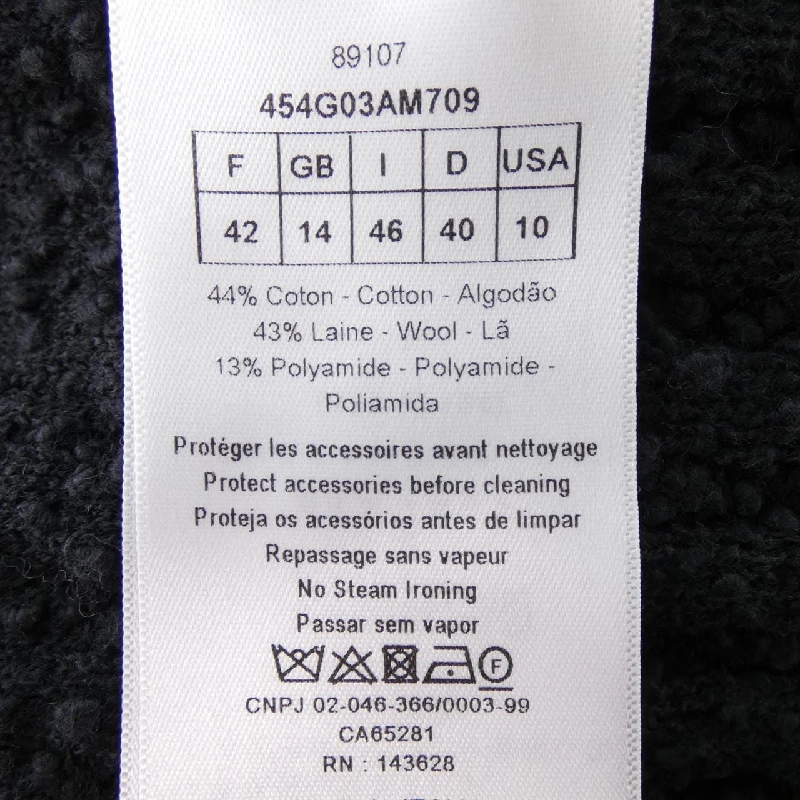 89107
454G03AM709
F GB I D USA
42 14 46 40 10
44% Coton - Cotton - Algodão
43% Laine - Wool - Lã
13% Polyamide - Polyamide -
Poliamida
Protéger les accessoires avant nettoyage
Protect accessories before cleaning
Proteja os acessórios antes de limpar
Repassage sans vapeur
No Steam Ironing
Passar sem vapor
F
CNPJ 02-046-366/0003-99
CA65281
RN : 143628